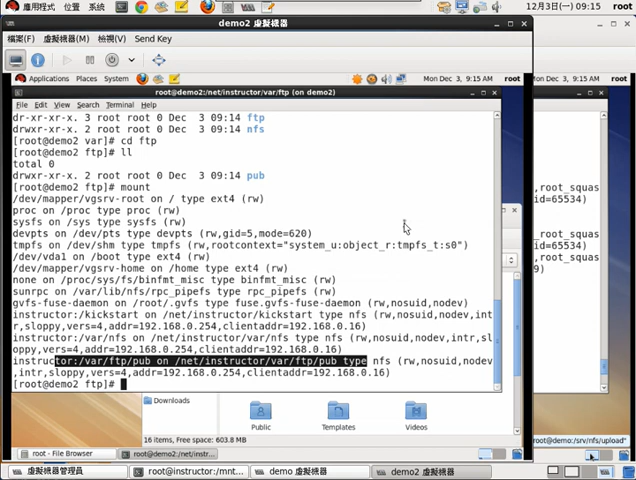 應用程式 位置 系統 12月3日(一) 09:15 root
demo2 虛擬機器
檔案(F) 虛擬機器(M) 檢視(V) Send Key
Applications Places System Mon Dec 3, 9:15 AM root
Mon Dec 3, 9:15 AM root
root@demo2:/net/instructor/var/ftp (on demo2)
File Edit View Search Terminal Help
dr-xr-xr-x. 3 root root 0 Dec 3 09:14 ftp
drwxr-xr-x. 2 root root 0 Dec 3 09:14 nfs
[root@demo2 var]# cd ftp
[root@demo2 ftp]# ll
total 0
drwxr-xr-x. 2 root root 0 Dec 3 09:14 pub
[root@demo2 ftp]# mount
/dev/mapper/vgsrv-root on / type ext4 (rw)
proc on /proc type proc (rw)
sysfs on /sys type sysfs (rw)
devpts on /dev/pts type devpts (rw,gid=5,mode=620)
tmpfs on /dev/shm type tmpfs (rw,rootcontext="system_u:object_r:tmpfs_t:s0")
/dev/vda1 on /boot type ext4 (rw)
/dev/mapper/vgsrv-home on /home type ext4 (rw)
none on /proc/sys/fs/binfmt_misc type binfmt_misc (rw)
sunrpc on /var/lib/nfs/rpc_pipefs type rpc_pipefs (rw)
gvfs-fuse-daemon on /root/.gvfs type fuse.gvfs-fuse-daemon (rw,nosuid,nodev)
instructor:/kickstart on /net/instructor/kickstart type nfs (rw,nosuid,nodev,int
r,sloppy,vers=4,addr=192.168.0.254,clientaddr=192.168.0.16)
instructor:/var/nfs on /net/instructor/var/nfs type nfs (rw,nosuid,nodev,intr,sl
oppy,vers=4,addr=192.168.0.254,clientaddr=192.168.0.16)
instructor:/var/ftp/pub on /net/instructor/var/ftp/pub type nfs (rw,nosuid,nodev
,intr,sloppy,vers=4,addr=192.168.0.254,clientaddr=192.168.0.16)
[root@demo2 ftp]#
,root_squas
id=65534)
,root_squas
id=65534)
9)
Downloads
Public Templates Videos
16 items, Free space: 603.8 MB
root@demo:/srv/nfs/upload"
root - File Browser root@demo2:/net/instr...
虛擬機器管理員 root@instructor:/mnt... demo 虛擬機器 demo2 虛擬機器